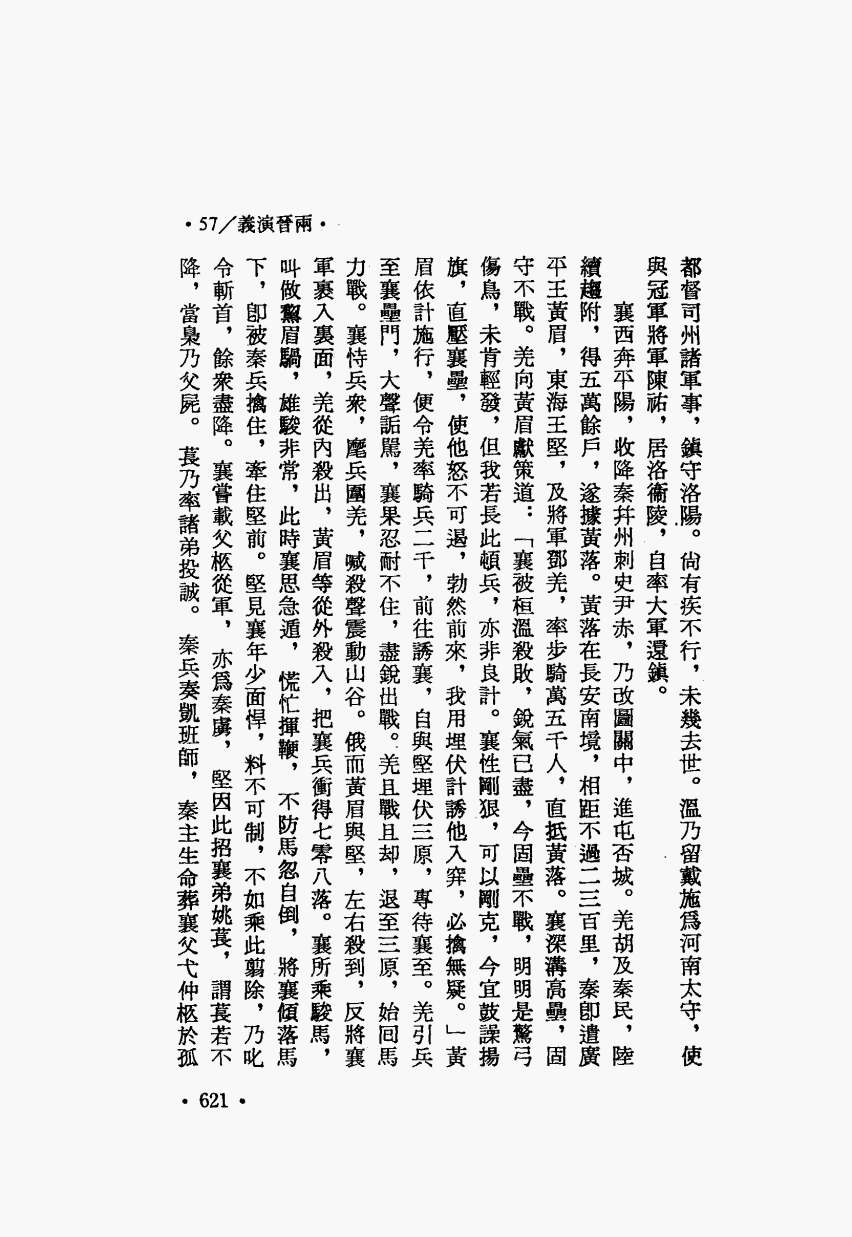 •57／義演晉兩•
都督司州諸軍事，鎮守洛陽。尙有疾不行，未幾去世。溫乃留戴施爲河南太守，使
與冠軍將軍陳祐，居洛衞陵，自率大軍還鎮。
襄西奔平陽，收降秦幷州刺史尹赤，乃改圖關中，進屯杏城。羌胡及秦民，陸
續趨附，得五萬餘戶，遂據黃落。黃落在長安南境，相距不過二三百里，秦卽遣廣
平王黃眉，東海王堅，及將軍鄧羌，率步騎萬五千人，直抵黃落。襄深溝高壘，固
守不戰。羌向黃眉獻策道：「襄被桓溫殺敗，銳氣已盡，今固壘不戰，明明是驚弓
傷鳥，未肯輕發，但我若長此頓兵，亦非良計。襄性剛狠，可以剛克，今宜鼓譟揚
旗，直壓襄壘，使他怒不可遏，勃然前來，我用埋伏計誘他入穽，必擒無疑。」黃
眉依計施行，便令羌率騎兵二千，前往誘襄，自與堅埋伏三原，專待襄至。羌引兵
至襄壘門，大聲詬駡，襄果忍耐不住，盡銳出戰。羌且戰且却，退至三原，始囘馬
力戰。襄恃兵衆，麾兵圍羌，喊殺聲震動山谷。俄而黃眉與堅，左右殺到，反將襄
軍裹入裏面，羌從內殺出，黃眉等從外殺入，把襄兵衝得七零八落。襄所乘駿馬，
叫做黧眉騧，雄駿非常，此時襄思急遁，慌忙揮鞭，不防馬忽自倒，將襄傾落馬
下，卽被秦兵擒住，牽住堅前。堅見襄年少面悍，料不可制，不如乘此翦除，乃叱
令斬首，餘衆盡降。襄嘗載父柩從軍，亦爲秦虜，堅因此招襄弟姚萇，謂萇若不
降，當梟乃父屍。萇乃率諸弟投誠。秦兵奏凱班師，秦主生命葬襄父弋仲柩於孤
•621•